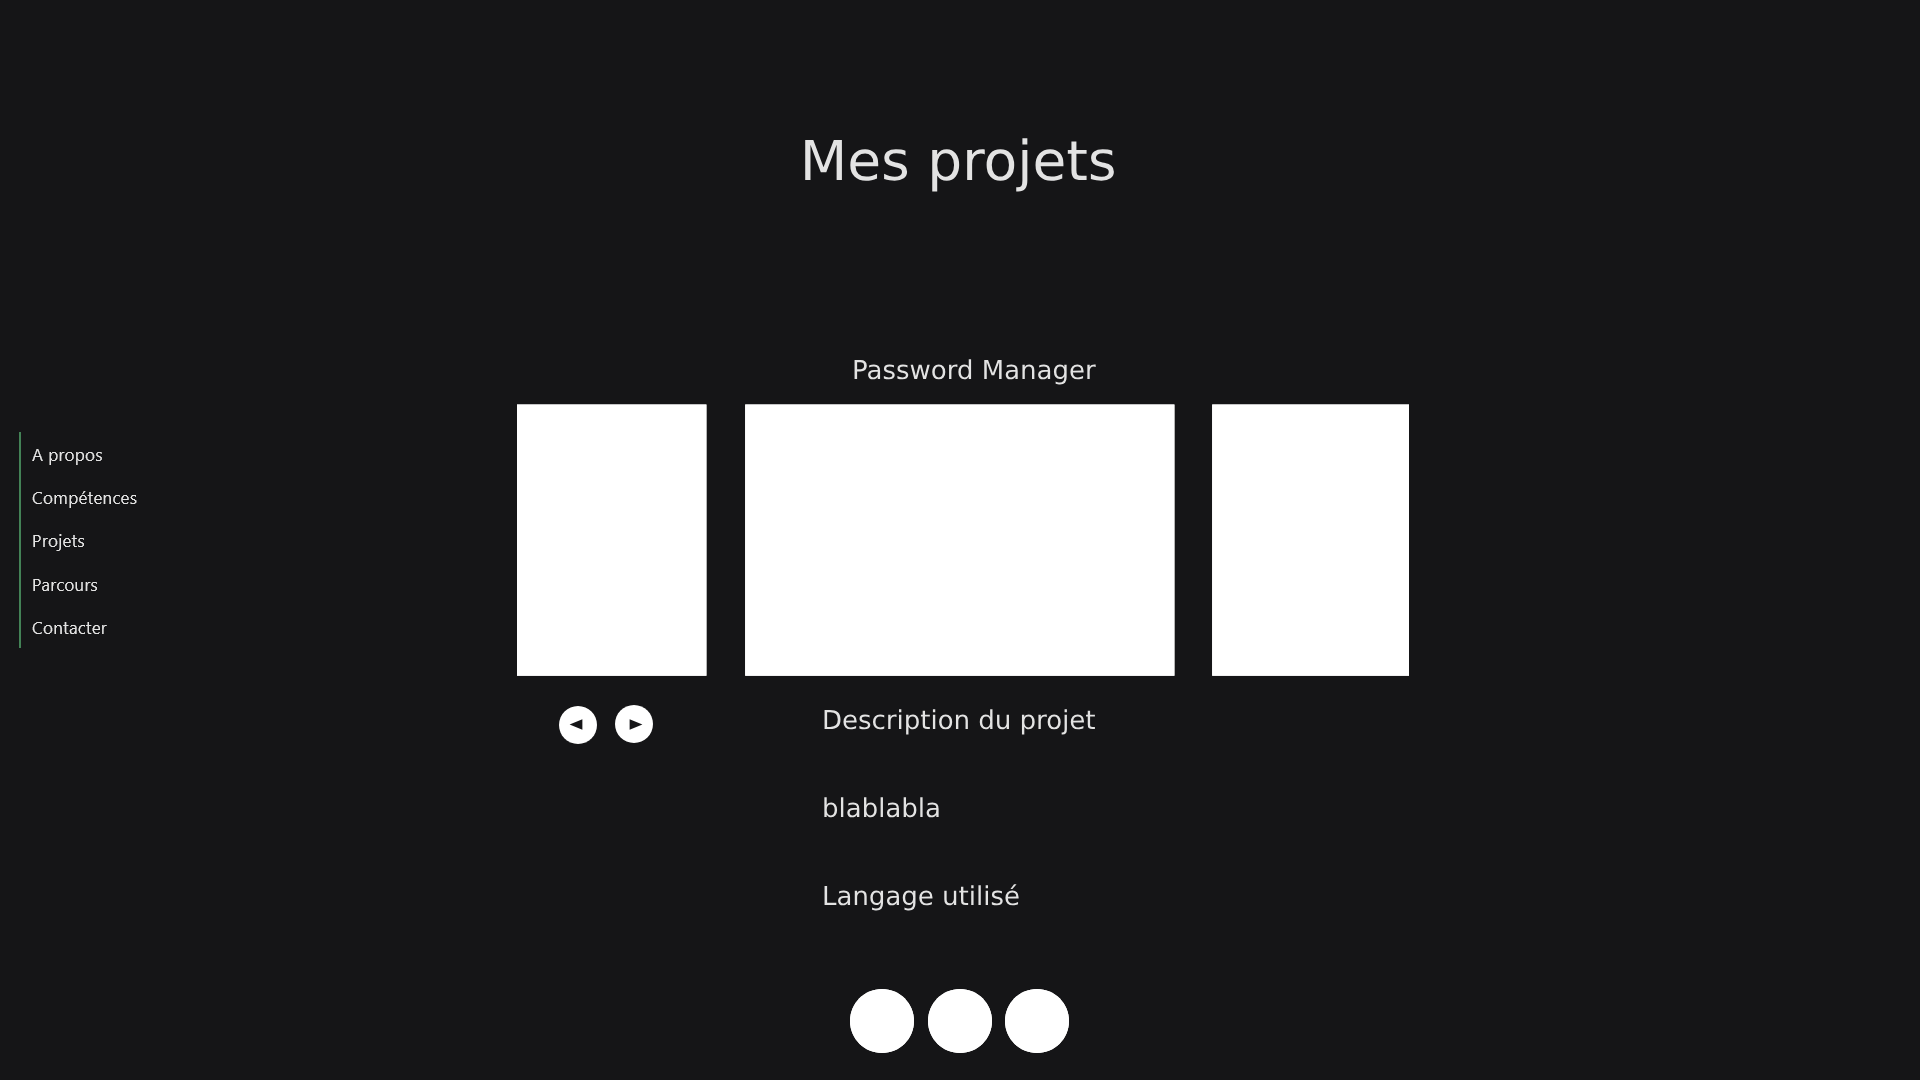 Mes projets
Password Manager
A propos
Compétences
Projets
Parcours
Contacter
Description du projet
blablabla
Langage utilisé